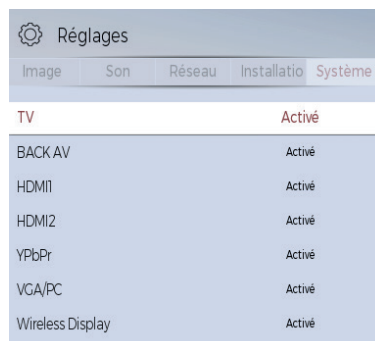 Réglages
Image Son Réseau Installatio Système
TV Activé
BACK AV Activé
HDMI1 Activé
HDMI2 Activé
YPbPr Activé
VGA/PC Activé
Wireless Display Activé